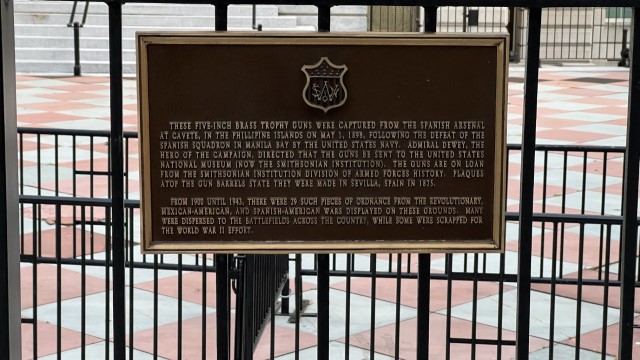 THESE FIVE-INCH BRASS TROPHY GUNS WERE CAPTURED FROM THE SPANISH ARSENAL
AT CAVETE, IN THE PHILLIPINE ISLANDS ON MAY 1, 1898, FOLLOWING THE DEFEAT OF THE
SPANISH SQUADRON IN MANILA BAY BY THE UNITED STATES NAVY. ADMIRAL DEWEY, THE
HERO OF THE CAMPAIGN, DIRECTED THAT THE GUNS BE SENT TO THE UNITED STATES
NATIONAL MUSEUM (NOW THE SMITHSONIAN INSTITUTION). THE GUNS ARE ON LOAN
FROM THE SMITHSONIAN INSTITUTION DIVISION OF ARMED FORCES HISTORY. PLAQUES
ATOP THE GUN BARRELS STATE THEY WERE MADE IN SEVILLA, SPAIN IN 1875.
FROM 1900 UNTIL 1943, THERE WERE 29 SUCH PIECES OF ORDNANCE FROM THE REVOLUTIONARY,
MEXICAN-AMERICAN, AND SPANISH-AMERICAN WARS DISPLAYED ON THESE GROUNDS. MANY
WERE DISPERSED TO THE BATTLEFIELDS ACROSS THE COUNTRY, WHILE SOME WERE SCRAPPED FOR
THE WORLD WAR II EFFORT.